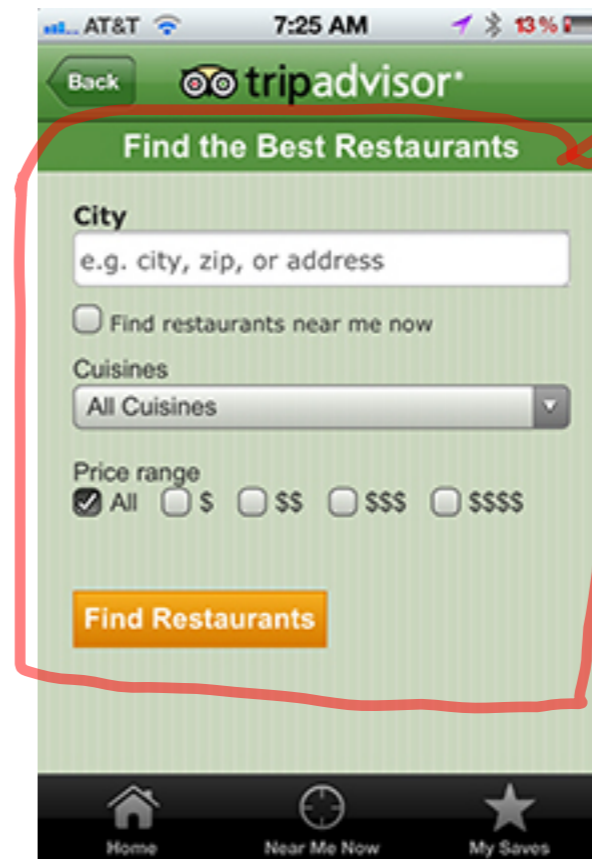 AT&T 7:25 AM 13%
Back tripadvisor
Find the Best Restaurants
City
e.g. city, zip, or address
Find restaurants near me now
Cuisines
All Cuisines
Price range
All $ $$ $$$ $$$$
Find Restaurants
Home Near Me Now My Saves